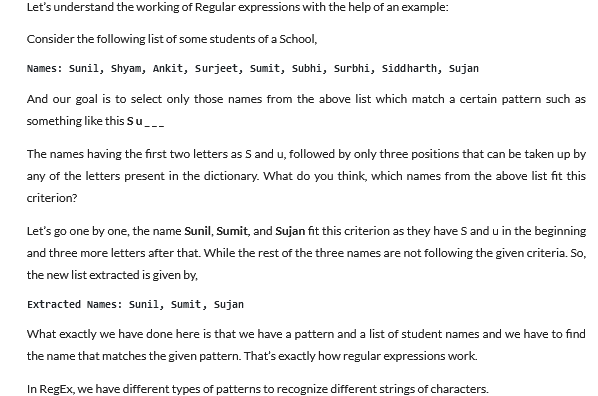 Let's understand the working of Regular expressions with the help of an example:
Consider the following list of some students of a School,
Names: Sunil, Shyam, Ankit, Surjeet, Sumit, Subhi, Surbhi, Siddharth, Sujan
And our goal is to select only those names from the above list which match a certain pattern such as
something like this S u _ _ _
The names having the first two letters as S and u, followed by only three positions that can be taken up by
any of the letters present in the dictionary. What do you think, which names from the above list fit this
criterion?
Let's go one by one, the name Sunil, Sumit, and Sujan fit this criterion as they have S and u in the beginning
and three more letters after that. While the rest of the three names are not following the given criteria. So,
the new list extracted is given by,
Extracted Names: Sunil, Sumit, Sujan
What exactly we have done here is that we have a pattern and a list of student names and we have to find
the name that matches the given pattern. That's exactly how regular expressions work.
In RegEx, we have different types of patterns to recognize different strings of characters.